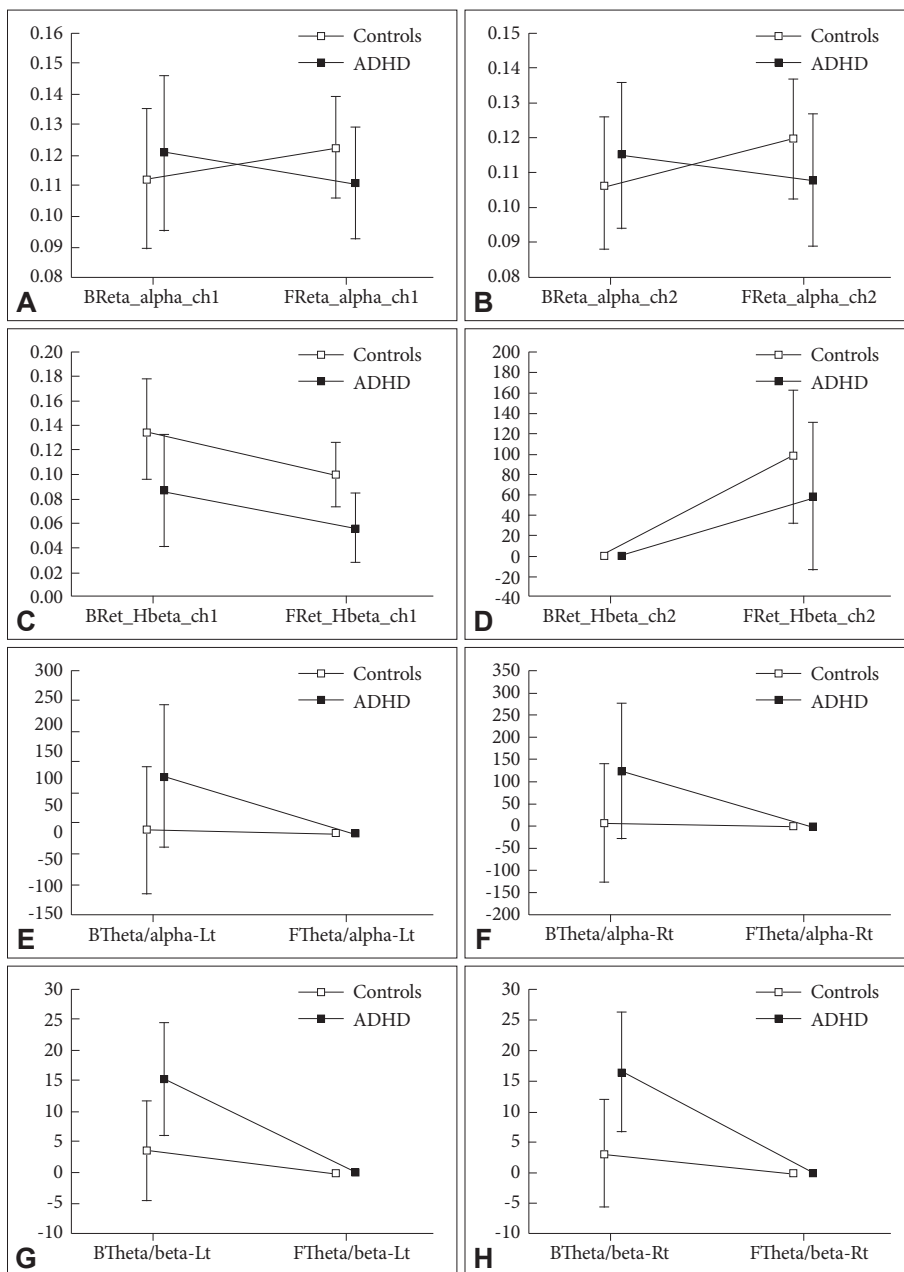 0.16
0.15
0.14
0.13
0.12
0.11
0.10
0.09
0.08
Controls
ADHD
BReta_alpha_ch1 FReta_alpha_ch1
A
0.15
0.14
0.13
0.12
0.11
0.10
0.09
0.08
Controls
ADHD
BReta_alpha_ch2 FReta_alpha_ch2
B
0.20
0.18
0.16
0.14
0.12
0.10
0.08
0.06
0.04
0.02
0.00
Controls
ADHD
BRet_Hbeta_ch1 FRet_Hbeta_ch1
C
200
180
160
140
120
100
80
60
40
20
0
-20
-40
Controls
ADHD
BRet_Hbeta_ch2 FRet_Hbeta_ch2
D
300
250
200
150
100
50
0
50
-100
-150
Controls
ADHD
BTheta/alpha-Lt FTheta/alpha-Lt
E
350
300
250
200
150
100
50
0
-50
-100
-150
-200
Controls
ADHD
BTheta/alpha-Rt FTheta/alpha-Rt
F
30
25
20
15
10
5
0
-5
-10
Controls
ADHD
BTheta/beta-Lt FTheta/beta-Lt
G
30
25
20
15
10
5
0
-5
-10
Controls
ADHD
BTheta/beta-Rt FTheta/beta-Rt
H